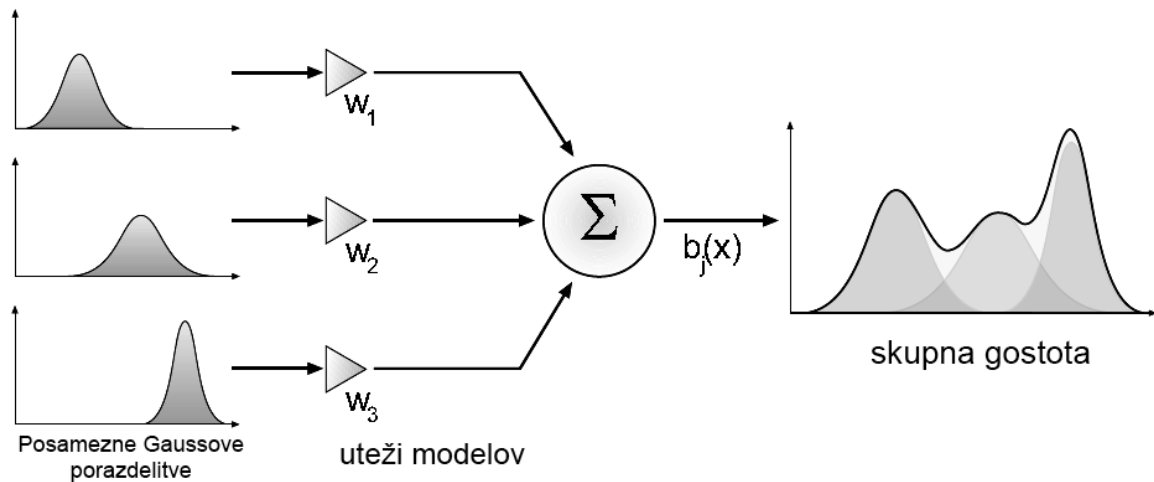 w1
w2
w3
Σ
bj(x)
skupna gostota
Posamezne Gaussove
porazdelitve
uteži modelov